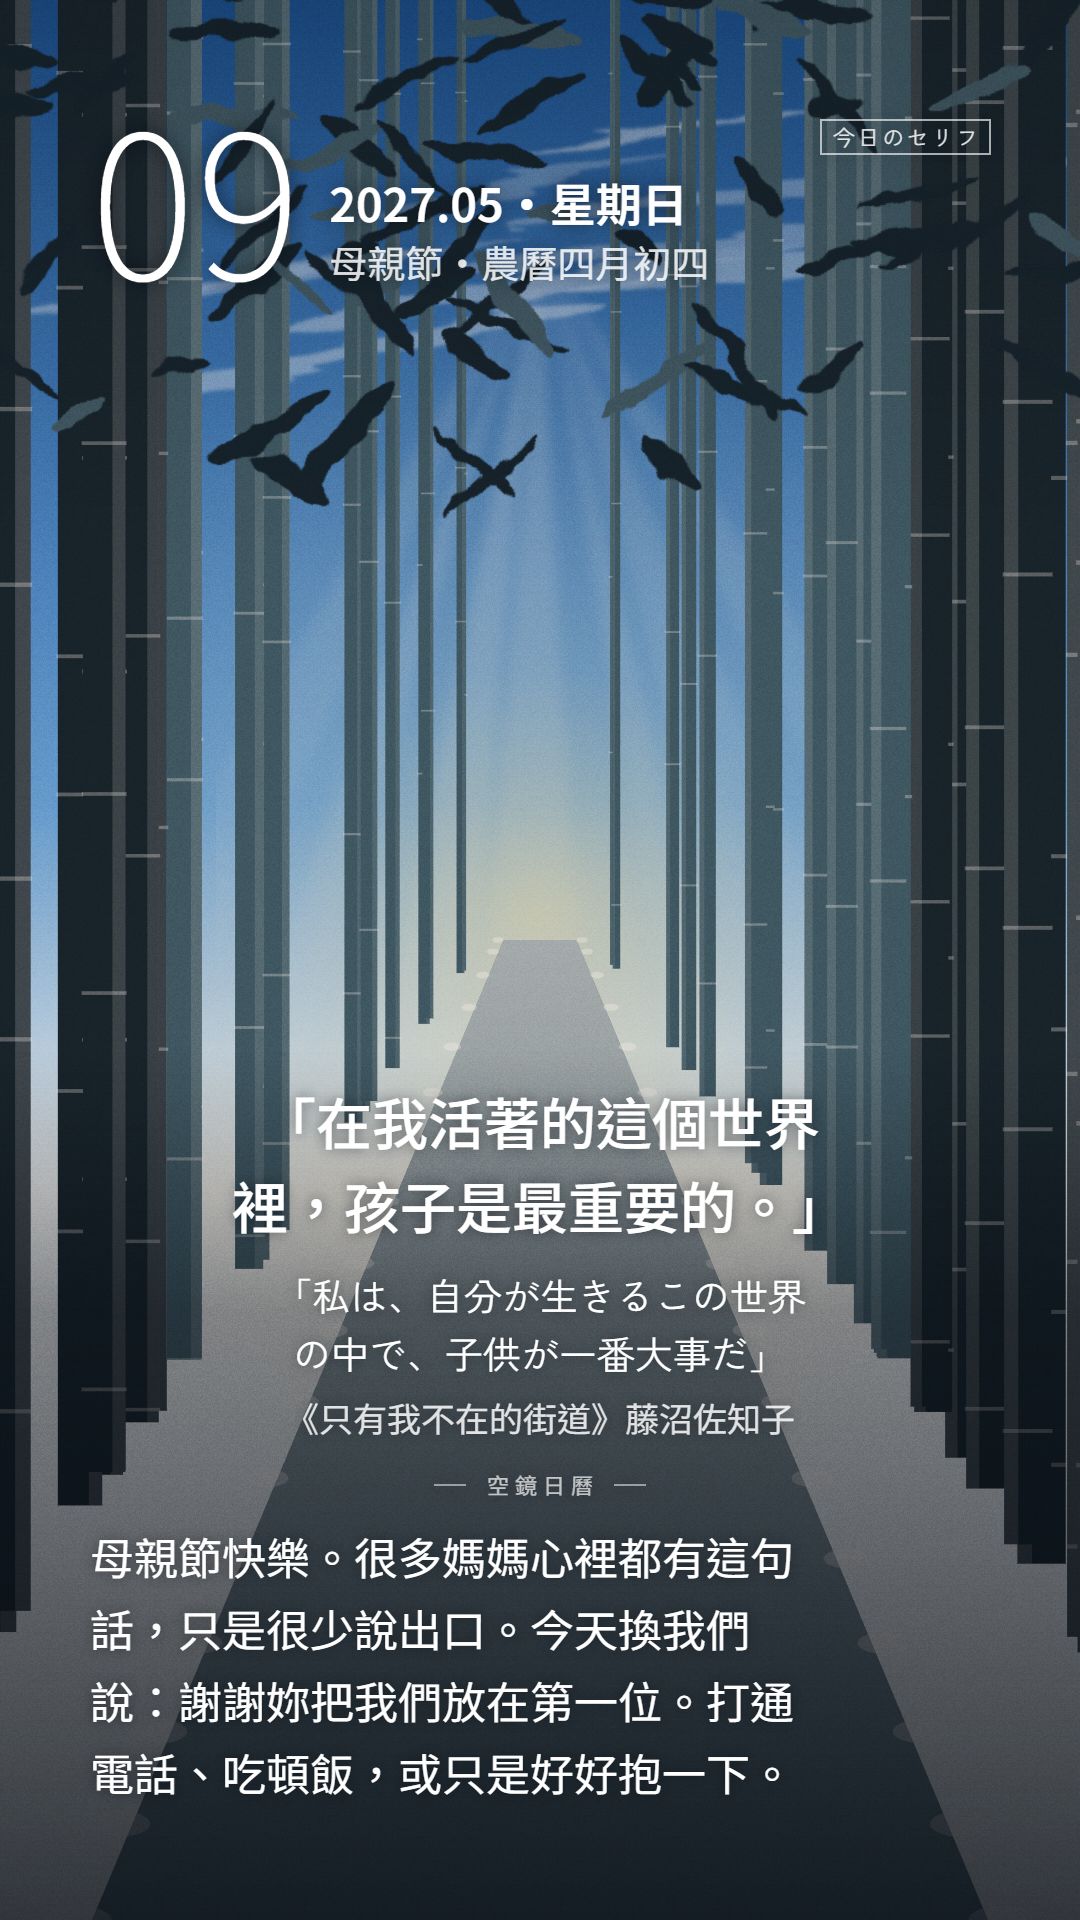 09
2027.05・星期日
母親節・農曆四月初四
今日のセリフ
「在我活著的這個世界
裡，孩子是最重要的。」
「私は、自分が生きるこの世界
の中で、子供が一番大事だ」
《只有我不在的街道》藤沼佐知子
空鏡日曆
母親節快樂。很多媽媽心裡都有這句
話，只是很少說出口。今天換我們
說：謝謝妳把我們放在第一位。打通
電話、吃頓飯，或只是好好抱一下。